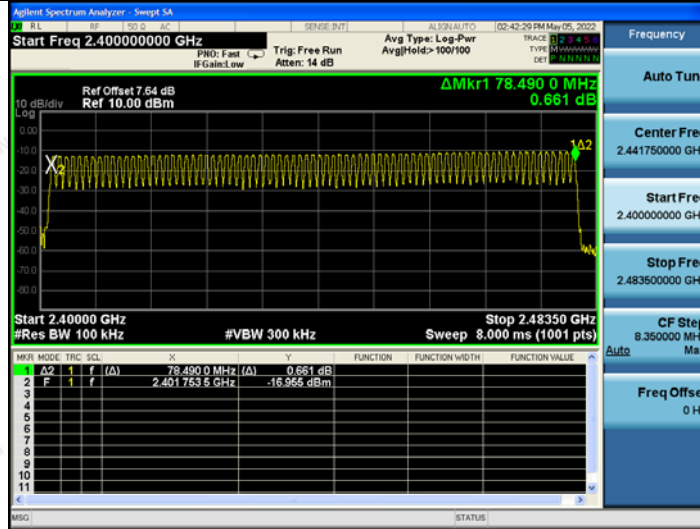 Agilent Spectrum Analyzer - Swept SA
RL RF 50 Ω AC SENSE:INT ALIGN AUTO 02:42:29 PM May 05, 2022
Start Freq 2.400000000 GHz
PNO: Fast
IFGain:Low
Trig: Free Run
Atten: 14 dB
Avg Type: Log-Pwr
Avg|Hold:>100/100
TRACE 1 2 3 4 5 6
TYPE M
DET P N N N N N
Frequency
Auto Tun
ΔMkr1 78.490 0 MHz
0.661 dB
Ref Offset 7.64 dB
10 dB/div Ref 10.00 dBm
Log
0.00
-10.0
-20.0
-30.0
-40.0
-50.0
-60.0
-70.0
-80.0
2
1Δ2
Center Fre
2.441750000 GH
Start Fre
2.400000000 GH
Stop Fre
2.483500000 GH
CF Step
8.350000 MH
Auto Ma
Freq Offse
0 H
Start 2.40000 GHz Stop 2.48350 GHz
#Res BW 100 kHz #VBW 300 kHz Sweep 8.000 ms (1001 pts)
MKR MODE TRC SCL X Y FUNCTION FUNCTION WIDTH FUNCTION VALUE
1 Δ2 1 f (Δ) 78.490 0 MHz (Δ) 0.661 dB
2 F 1 f 2.401 753 5 GHz -16.955 dBm
3
4
5
6
7
8
9
10
11
MSG STATUS